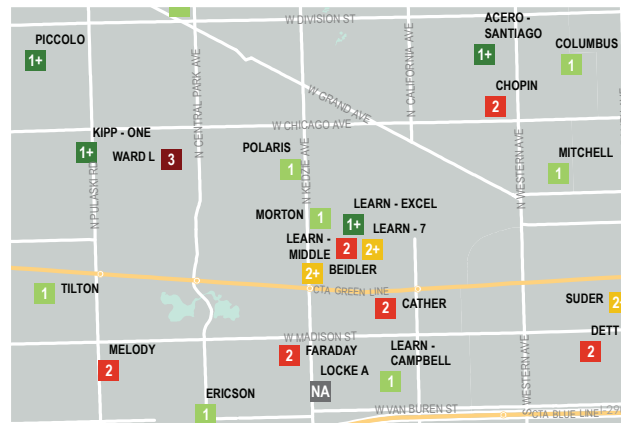 W DIVISION ST
ACERO -
SANTIAGO
1+
PICCOLO
1+
COLUMBUS
1
N CENTRAL PARK AVE
N CALIFORNIA AVE
W GRAND AVE
CHOPIN
2
W CHICAGO AVE
KIPP - ONE
1+
WARD L
3
POLARIS
1
N KEDZIE AVE
N PULASKI RD
N WESTERN AVE
MITCHELL
1
LEARN - EXCEL
1+
MORTON
1
LEARN - 7
2+
LEARN -
MIDDLE
2
BEIDLER
2+
CTA GREEN LINE
TILTON
1
CATHER
2
SUDER
2+
W MADISON ST
DETT
2
MELODY
2
FARADAY
2
LEARN -
CAMPBELL
1
LOCKE A
NA
S WESTERN AVE
ERICSON
1
W VAN BUREN ST
CTA BLUE LINE
I-29